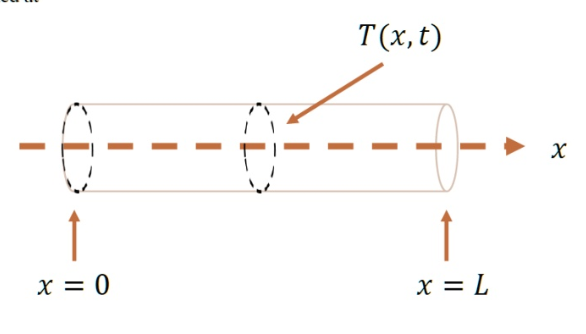 T(x, t)
x
x = 0
x = L